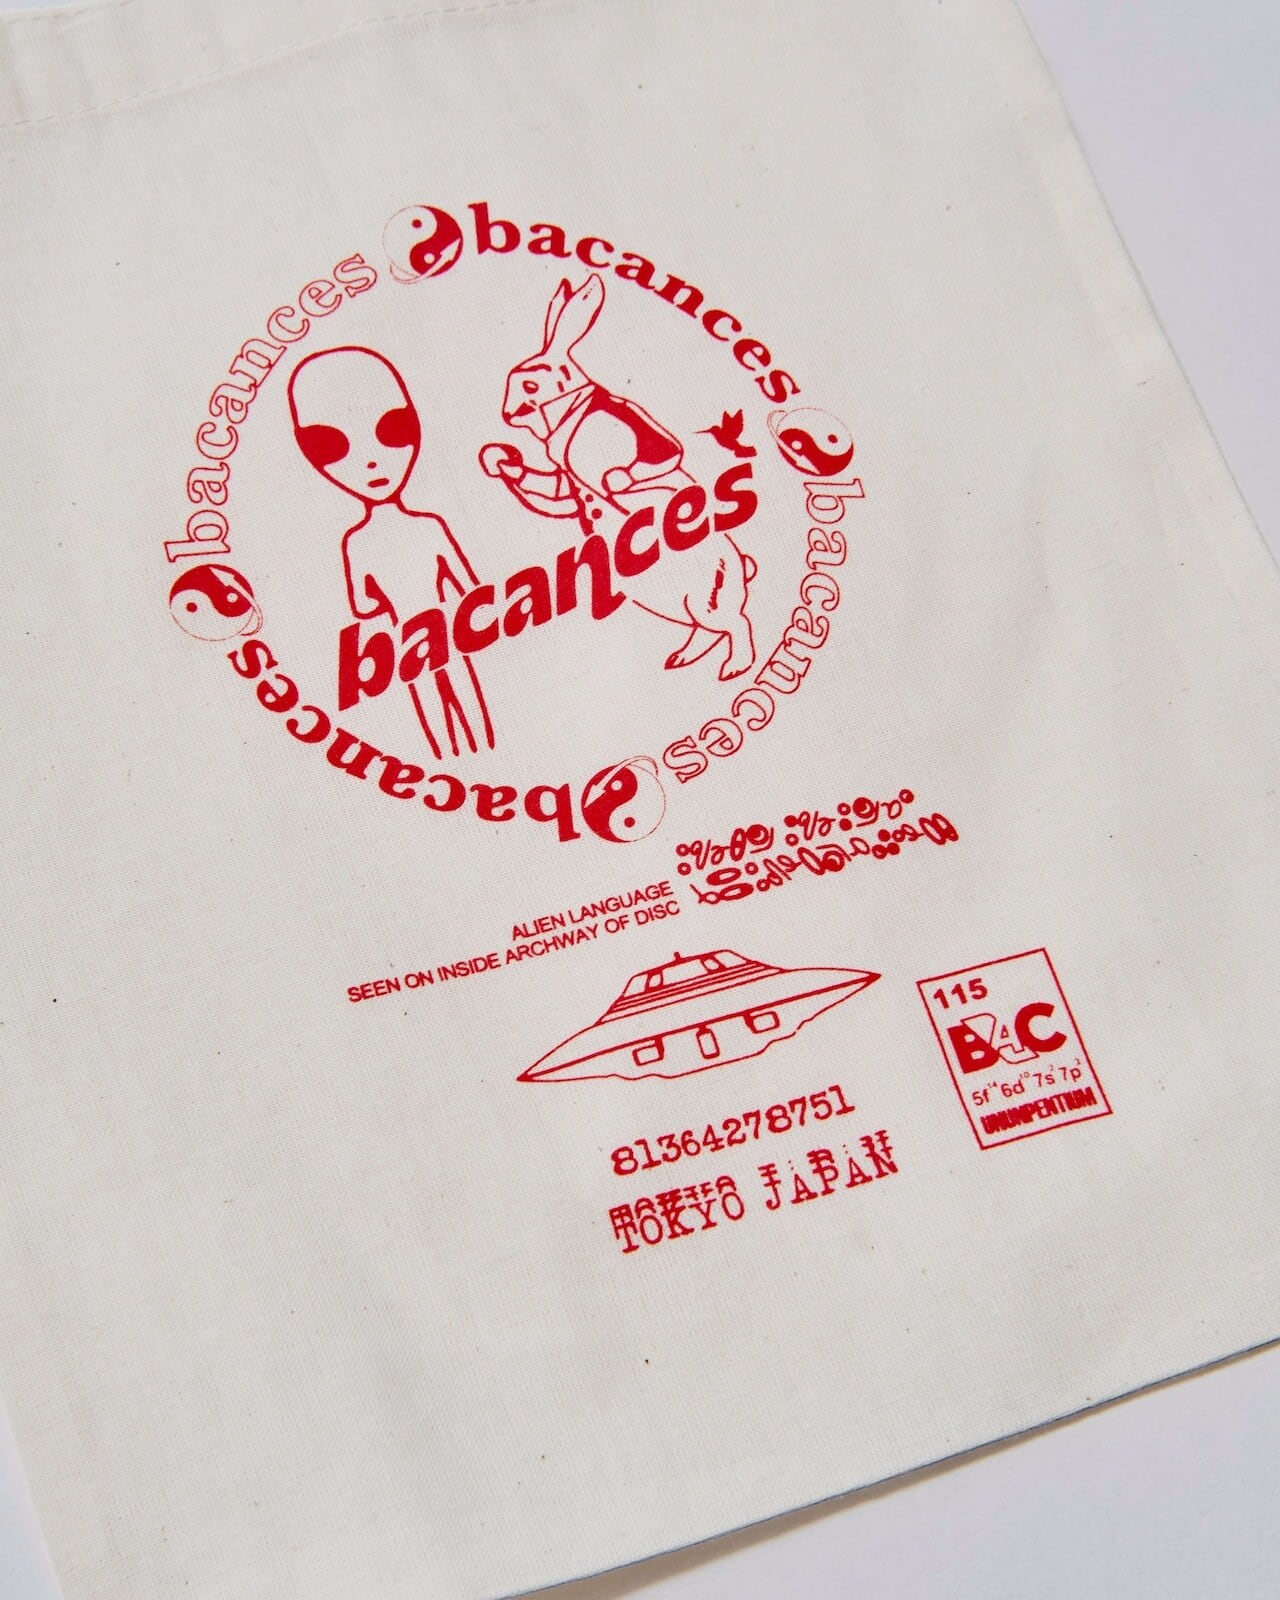 bacances
bacances
bacances
bacances
bacances
ALIEN LANGUAGE
SEEN ON INSIDE ARCHWAY OF DISC
115
BAC
5f¹⁴ 6d¹⁰ 7s² 7p³
UNUNPENTIUM
81364278751
TOKYO JAPAN